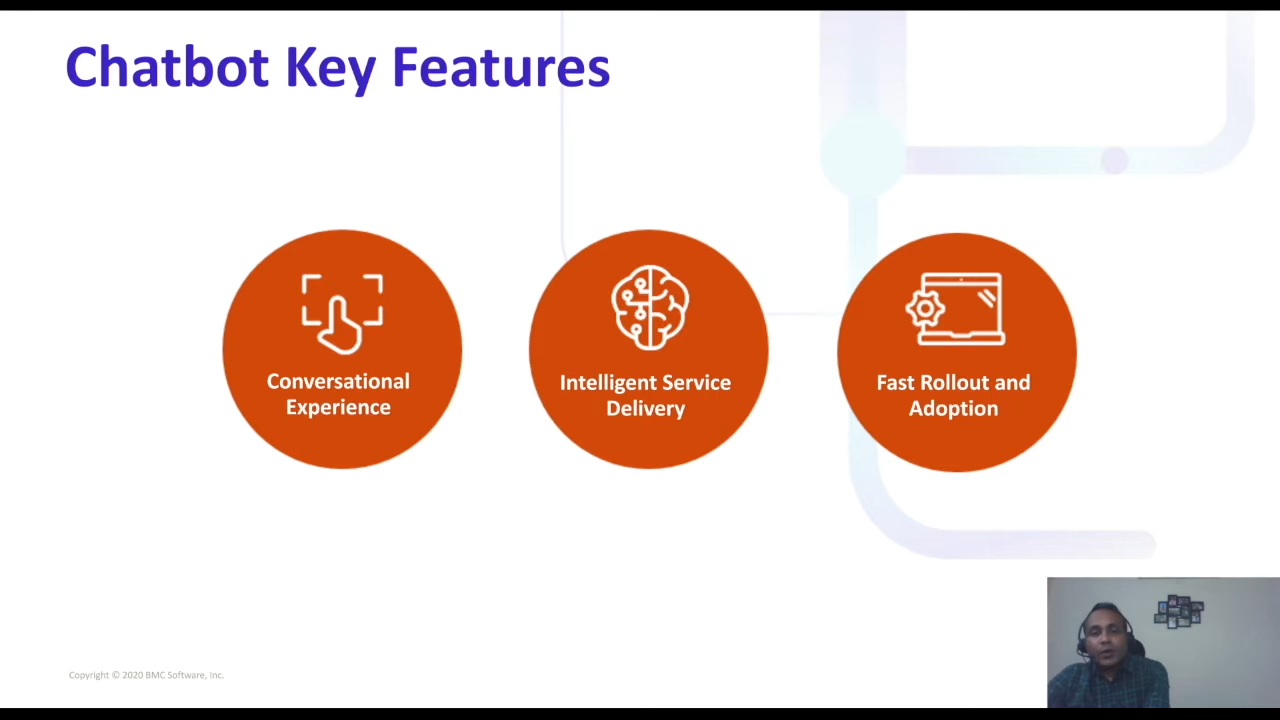 Chatbot Key Features
Conversational
Experience
Intelligent Service
Delivery
Fast Rollout and
Adoption
Copyright © 2020 BMC Software, Inc.